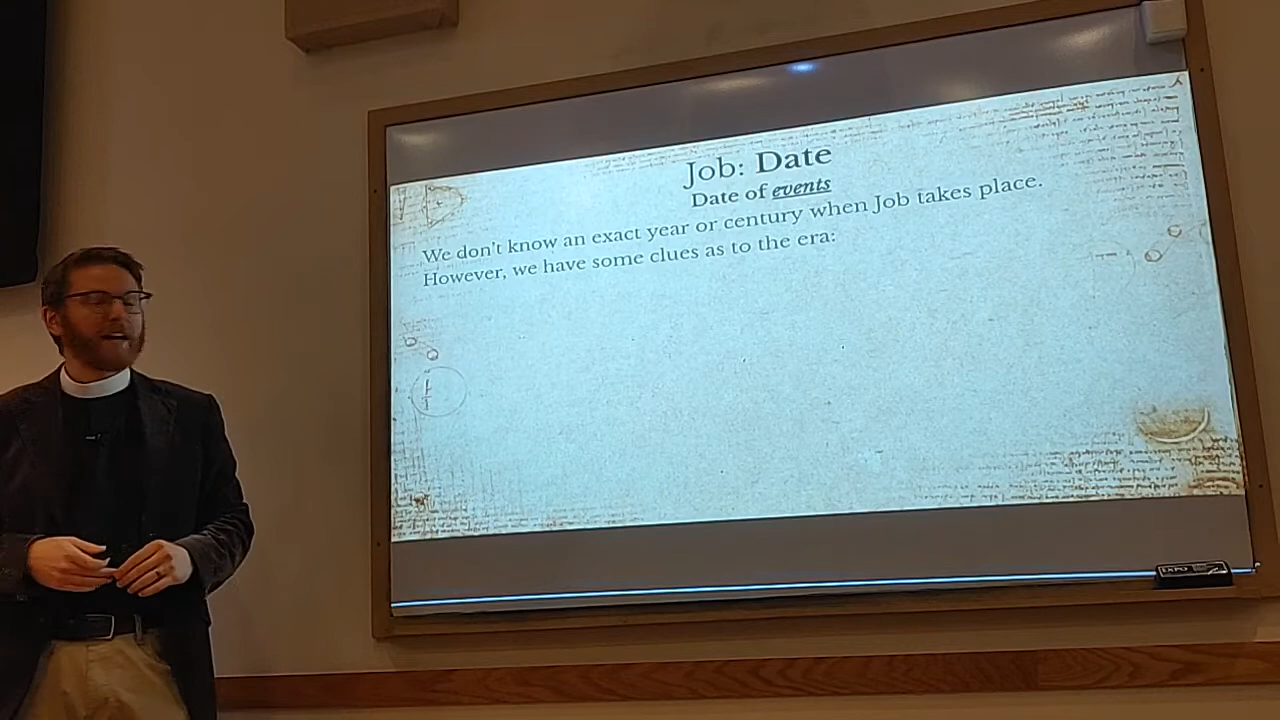 Job: Date
Date of events
We don't know an exact year or century when Job takes place.
However, we have some clues as to the era:
EXPO